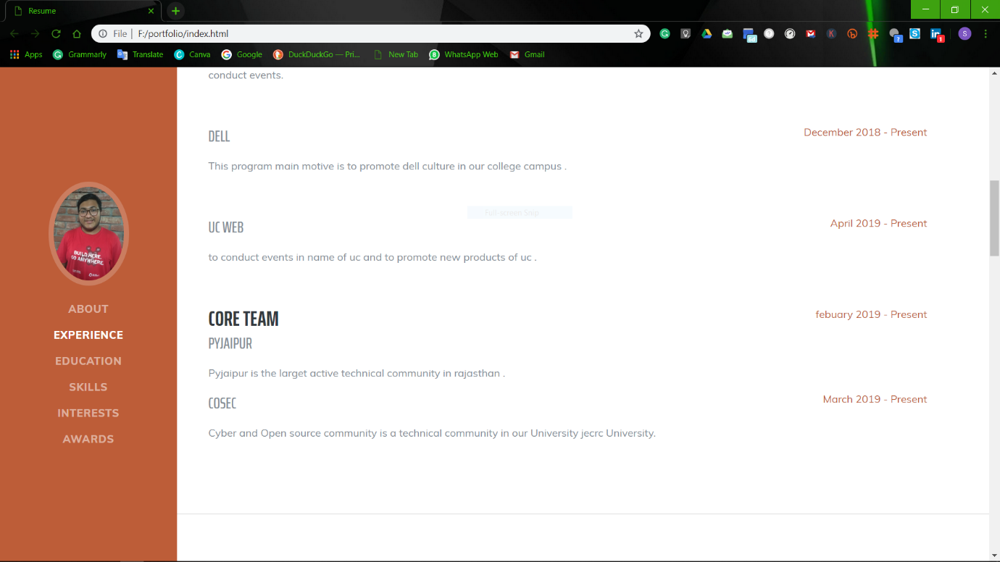 Resume
File | F:/portfolio/index.html
Apps Grammarly Translate Canva Google DuckDuckGo — Pri... New Tab WhatsApp Web Gmail
conduct events.
DELL December 2018 - Present
This program main motive is to promote dell culture in our college campus .
Full-screen Snip
UC WEB April 2019 - Present
to conduct events in name of uc and to promote new products of uc .
CORE TEAM febuary 2019 - Present
PYJAIPUR
Pyjaipur is the larget active technical community in rajasthan .
COSEC March 2019 - Present
Cyber and Open source community is a technical community in our University jecrc University.
BUILD HERE.
GO ANYWHERE.
ABOUT
EXPERIENCE
EDUCATION
SKILLS
INTERESTS
AWARDS